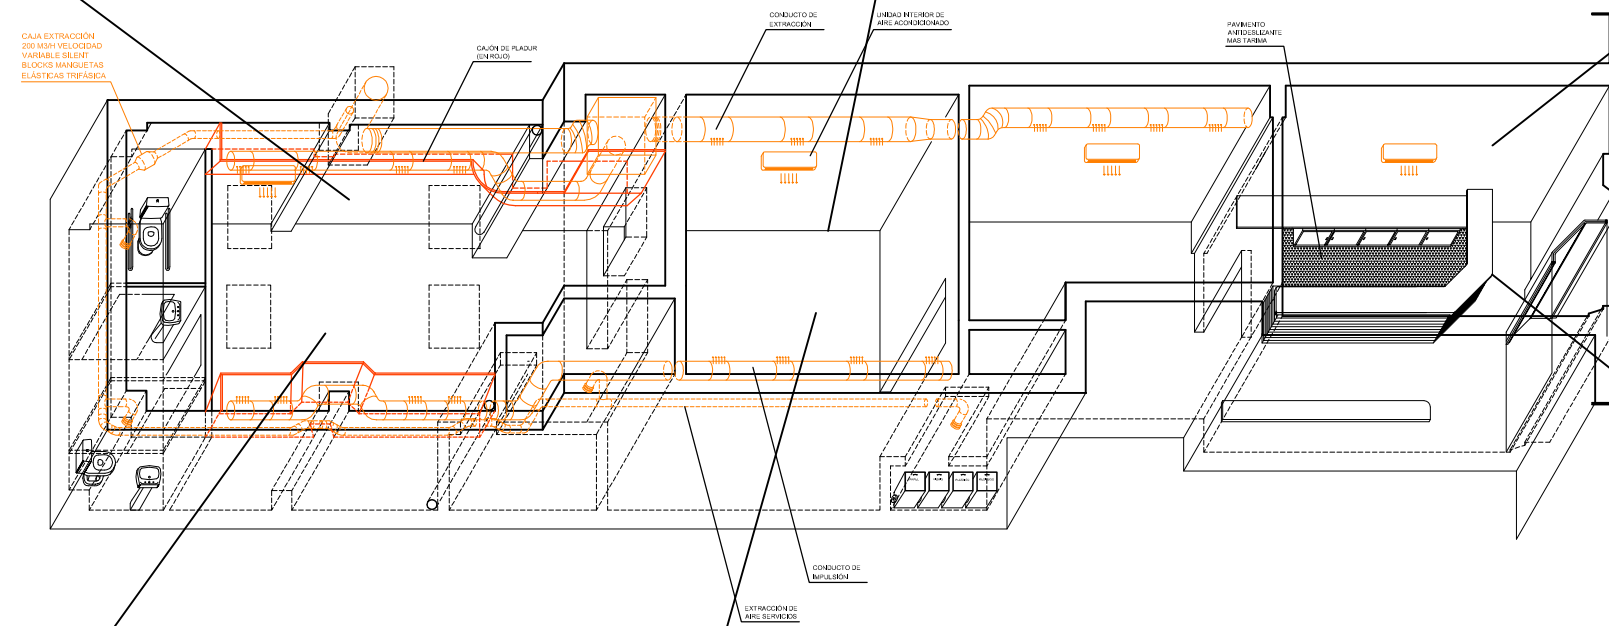 CONDUCTO DE
EXTRACCIÓN
UNIDAD INTERIOR DE
AIRE ACONDICIONADO
PAVIMENTO
ANTIDESLIZANTE
MAS TARIMA
CAJA EXTRACCIÓN
200 M3/H VELOCIDAD
VARIABLE SILENT
BLOCKS MANGUETAS
ELÁSTICAS TRIFÁSICA
CAJÓN DE PLADUR
(EN ROJO)
CONDUCTO DE
IMPULSIÓN
EXTRACCIÓN DE
AIRE SERVICIOS